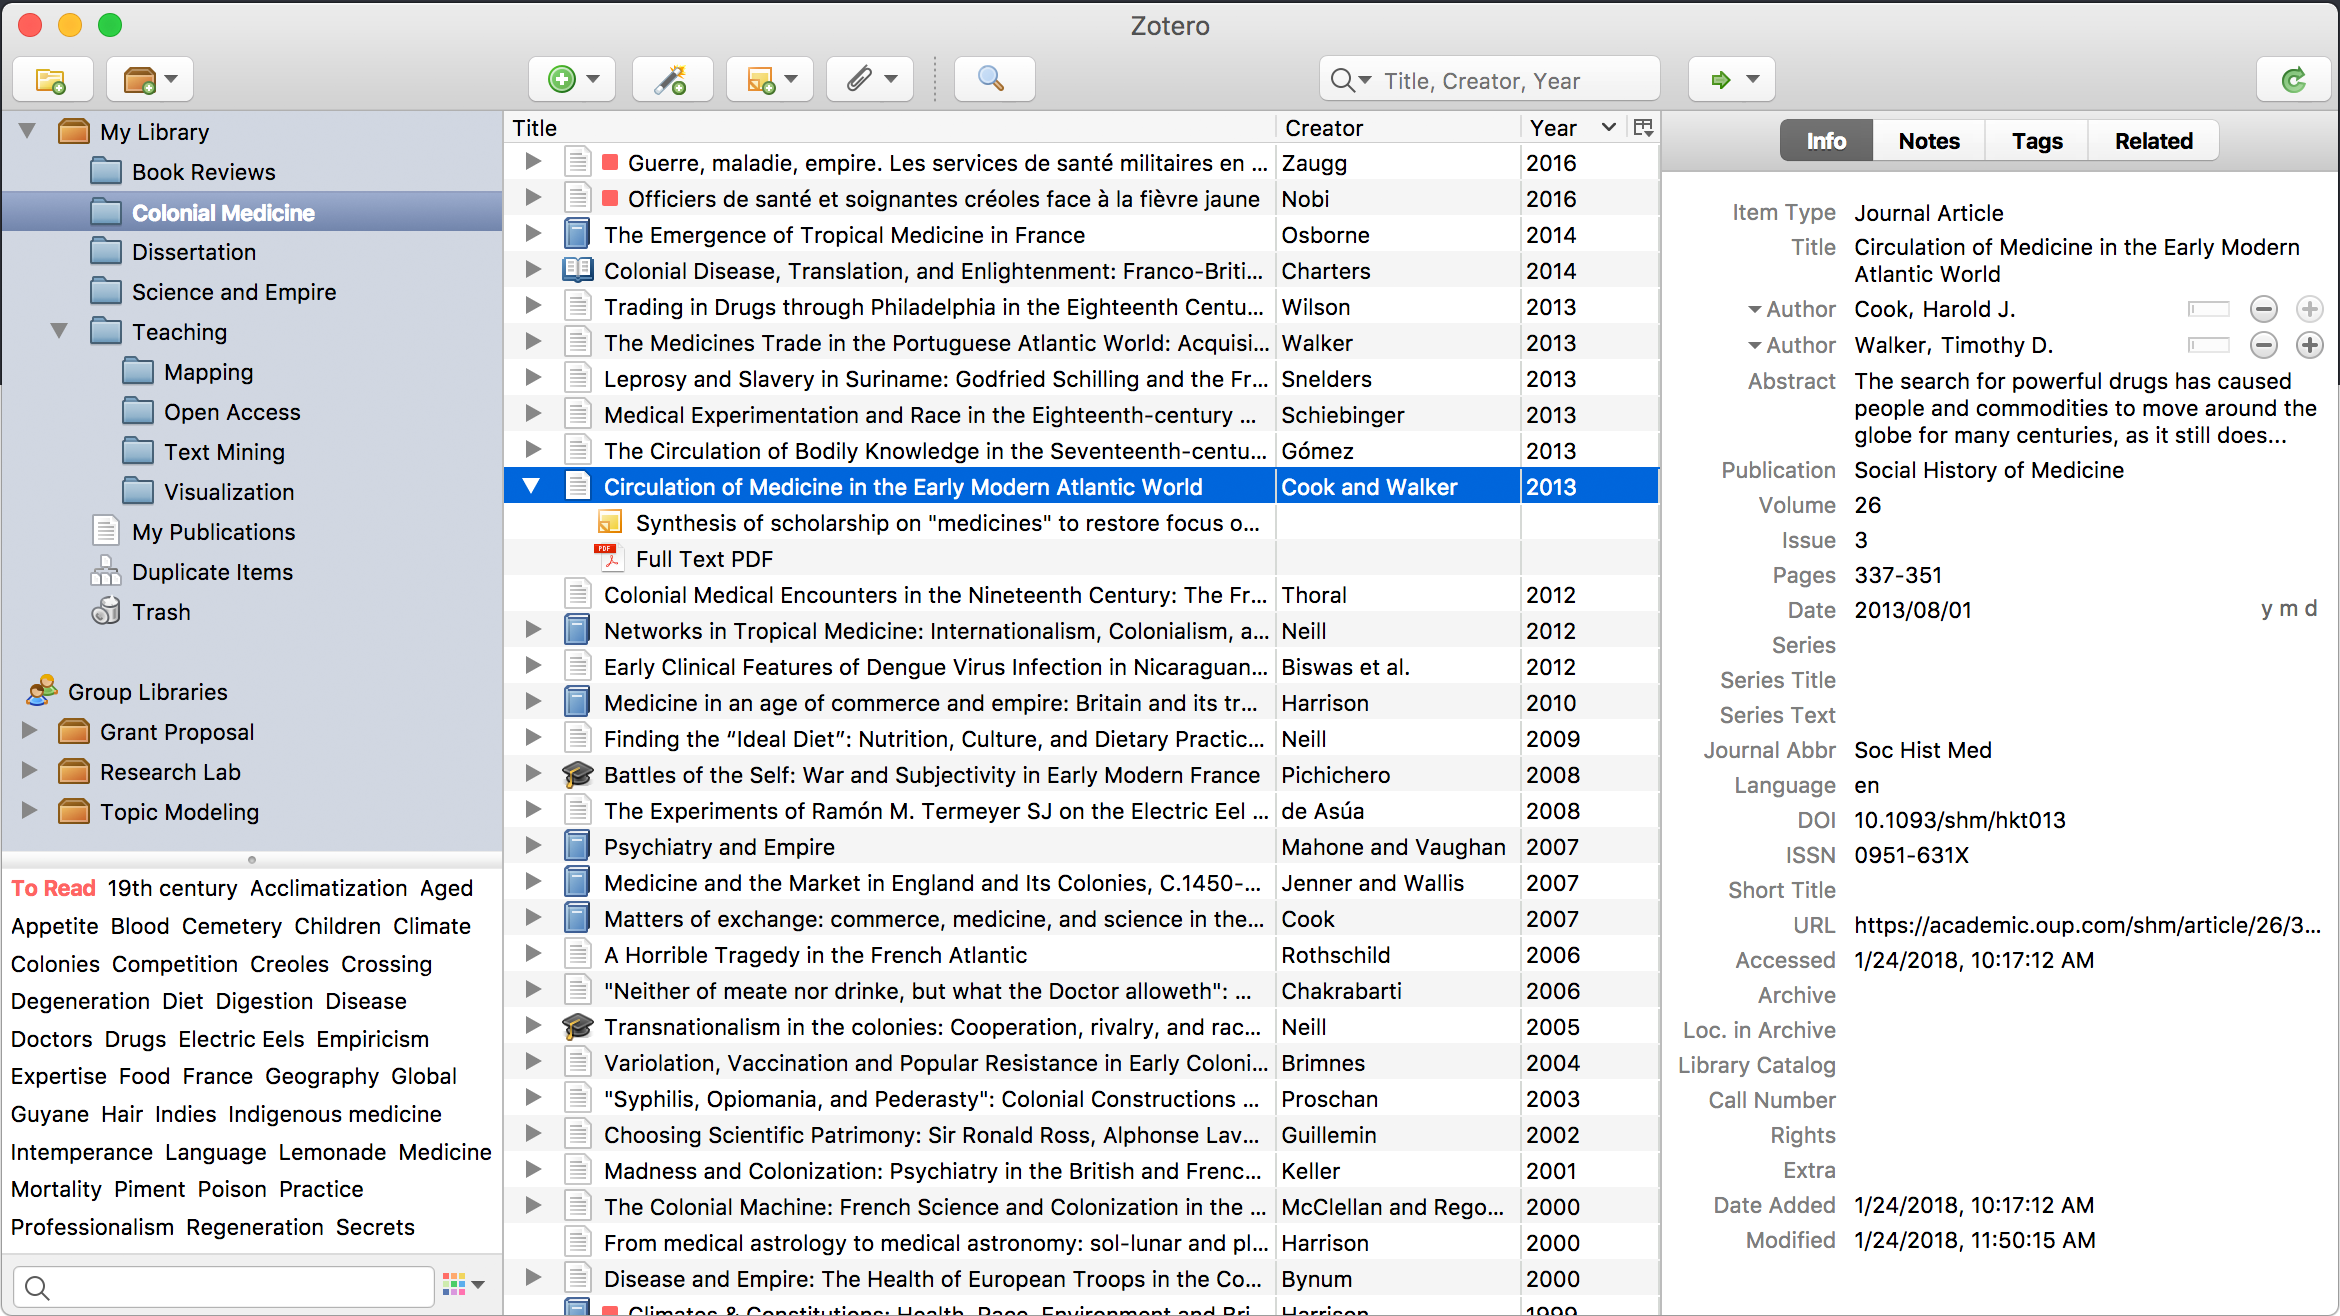 Zotero
Title, Creator, Year
My Library
Book Reviews
Colonial Medicine
Dissertation
Science and Empire
Teaching
Mapping
Open Access
Text Mining
Visualization
My Publications
Duplicate Items
Trash
Group Libraries
Grant Proposal
Research Lab
Topic Modeling
To Read 19th century Acclimatization Aged
Appetite Blood Cemetery Children Climate
Colonies Competition Creoles Crossing
Degeneration Diet Digestion Disease
Doctors Drugs Electric Eels Empiricism
Expertise Food France Geography Global
Guyane Hair Indies Indigenous medicine
Intemperance Language Lemonade Medicine
Mortality Piment Poison Practice
Professionalism Regeneration Secrets
Title Creator Year
Guerre, maladie, empire. Les services de santé militaires en ... Zaugg 2016
Officiers de santé et soignantes créoles face à la fièvre jaune Nobi 2016
The Emergence of Tropical Medicine in France Osborne 2014
Colonial Disease, Translation, and Enlightenment: Franco-Briti... Charters 2014
Trading in Drugs through Philadelphia in the Eighteenth Centu... Wilson 2013
The Medicines Trade in the Portuguese Atlantic World: Acquisi... Walker 2013
Leprosy and Slavery in Suriname: Godfried Schilling and the Fr... Snelders 2013
Medical Experimentation and Race in the Eighteenth-century ... Schiebinger 2013
The Circulation of Bodily Knowledge in the Seventeenth-centu... Gómez 2013
Circulation of Medicine in the Early Modern Atlantic World Cook and Walker 2013
Synthesis of scholarship on "medicines" to restore focus o...
PDF Full Text PDF
Colonial Medical Encounters in the Nineteenth Century: The Fr... Thoral 2012
Networks in Tropical Medicine: Internationalism, Colonialism, a... Neill 2012
Early Clinical Features of Dengue Virus Infection in Nicaraguan... Biswas et al. 2012
Medicine in an age of commerce and empire: Britain and its tr... Harrison 2010
Finding the “Ideal Diet”: Nutrition, Culture, and Dietary Practic... Neill 2009
Battles of the Self: War and Subjectivity in Early Modern France Pichichero 2008
The Experiments of Ramón M. Termeyer SJ on the Electric Eel ... de Asúa 2008
Psychiatry and Empire Mahone and Vaughan 2007
Medicine and the Market in England and Its Colonies, C.1450-... Jenner and Wallis 2007
Matters of exchange: commerce, medicine, and science in the... Cook 2007
A Horrible Tragedy in the French Atlantic Rothschild 2006
"Neither of meate nor drinke, but what the Doctor alloweth": ... Chakrabarti 2006
Transnationalism in the colonies: Cooperation, rivalry, and rac... Neill 2005
Variolation, Vaccination and Popular Resistance in Early Coloni... Brimnes 2004
"Syphilis, Opiomania, and Pederasty": Colonial Constructions ... Proschan 2003
Choosing Scientific Patrimony: Sir Ronald Ross, Alphonse Lav... Guillemin 2002
Madness and Colonization: Psychiatry in the British and Frenc... Keller 2001
The Colonial Machine: French Science and Colonization in the ... McClellan and Rego... 2000
From medical astrology to medical astronomy: sol-lunar and pl... Harrison 2000
Disease and Empire: The Health of European Troops in the Co... Bynum 2000
Climates & Constitutions: Health, Race, Environment and Bri... Harrison 1999
Info Notes Tags Related
Item Type Journal Article
Title Circulation of Medicine in the Early Modern
Atlantic World
Author Cook, Harold J.
Author Walker, Timothy D.
Abstract The search for powerful drugs has caused
people and commodities to move around the
globe for many centuries, as it still does...
Publication Social History of Medicine
Volume 26
Issue 3
Pages 337-351
Date 2013/08/01 y m d
Series
Series Title
Series Text
Journal Abbr Soc Hist Med
Language en
DOI 10.1093/shm/hkt013
ISSN 0951-631X
Short Title
URL https://academic.oup.com/shm/article/26/3...
Accessed 1/24/2018, 10:17:12 AM
Archive
Loc. in Archive
Library Catalog
Call Number
Rights
Extra
Date Added 1/24/2018, 10:17:12 AM
Modified 1/24/2018, 11:50:15 AM